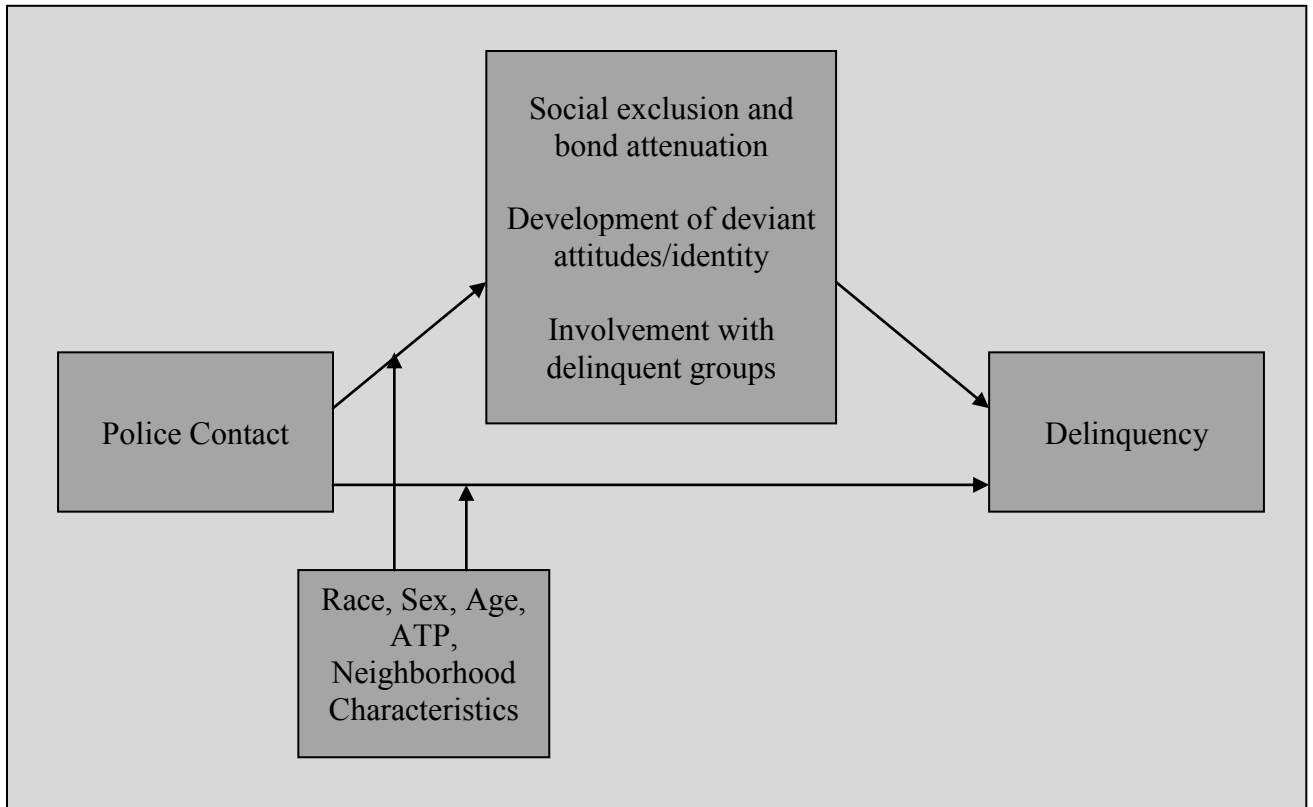 Social exclusion and
bond attenuation
Development of deviant
attitudes/identity
Involvement with
delinquent groups
Police Contact
Delinquency
Race, Sex, Age,
ATP,
Neighborhood
Characteristics